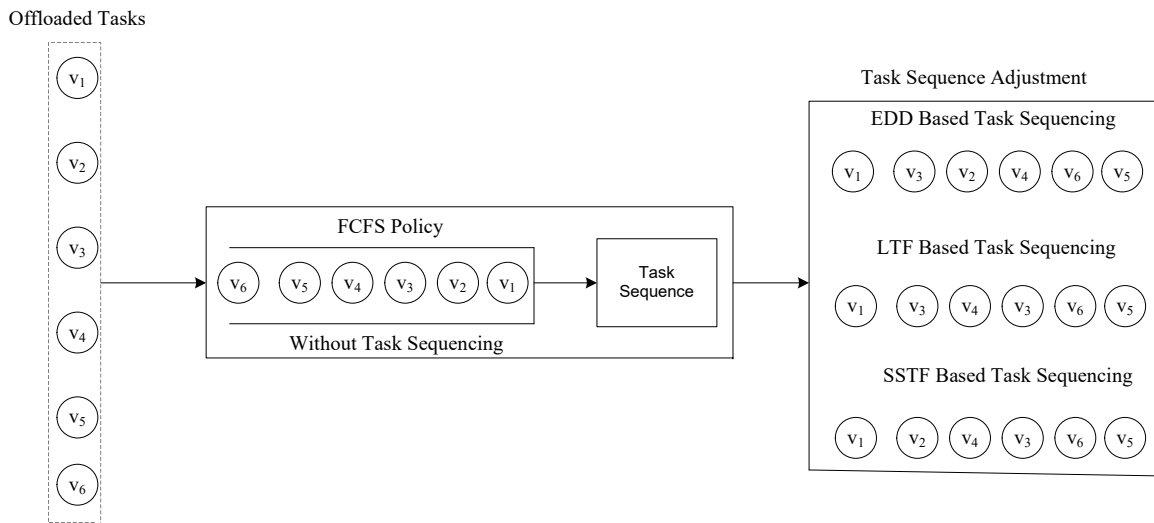 Offloaded Tasks
v1
v2
v3
v4
v5
v6
FCFS Policy
v6 v5 v4 v3 v2 v1
Without Task Sequencing
Task
Sequence
Task Sequence Adjustment
EDD Based Task Sequencing
v1 v3 v2 v4 v6 v5
LTF Based Task Sequencing
v1 v3 v4 v3 v6 v5
SSTF Based Task Sequencing
v1 v2 v4 v3 v6 v5